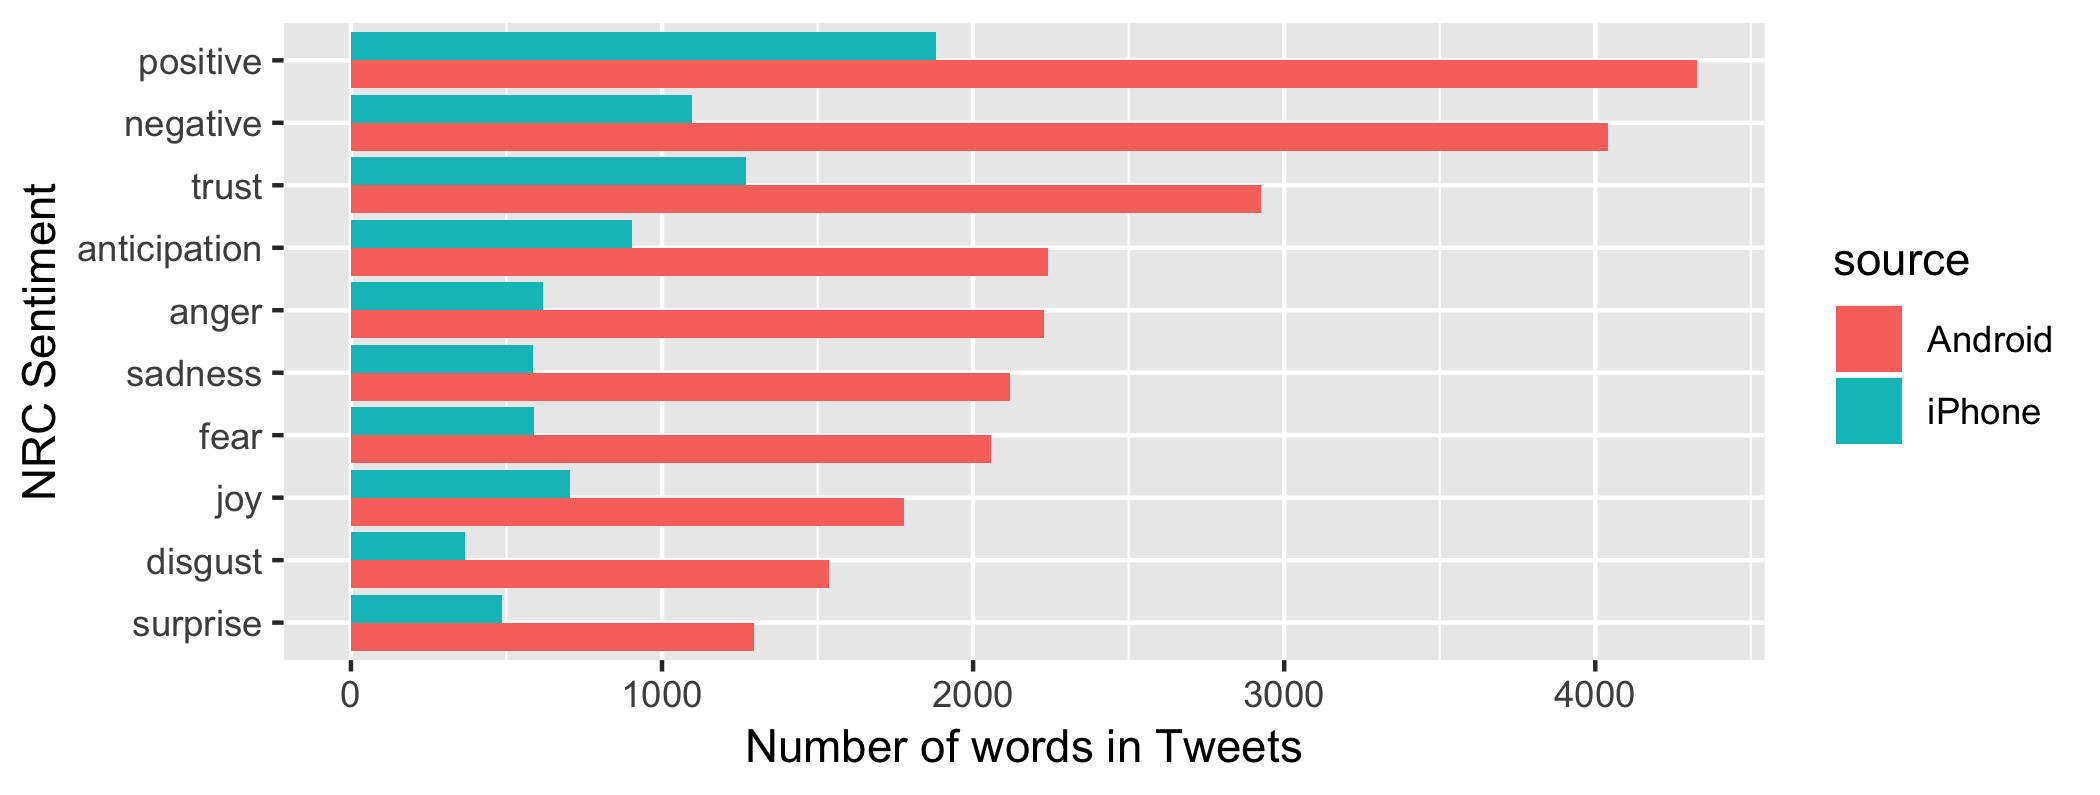 NRC Sentiment
positive
negative
trust
anticipation
anger
sadness
fear
joy
disgust
surprise
0 1000 2000 3000 4000
Number of words in Tweets
source
Android
iPhone